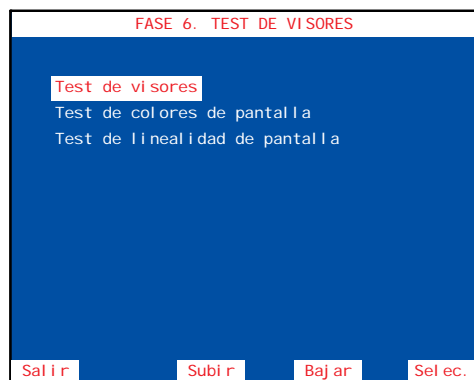 FASE 6. TEST DE VISORES
Test de visores
Test de colores de pantalla
Test de linealidad de pantalla
Salir Subir Bajar Selec.